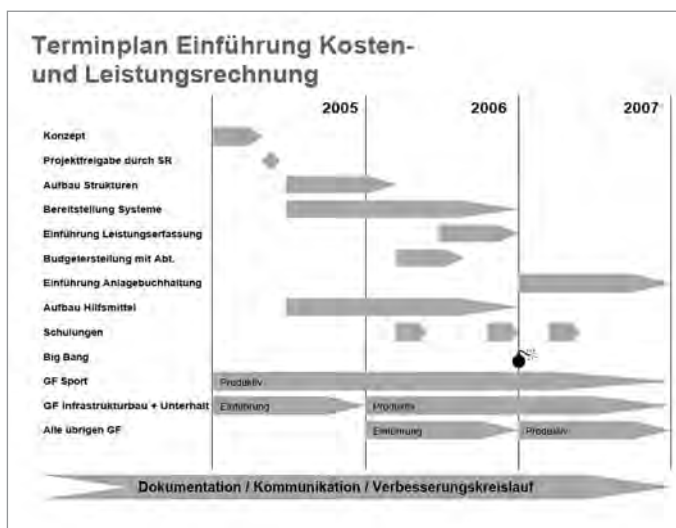 Terminplan Einführung Kosten-
und Leistungsrechnung
2005 2006 2007
Konzept
Projektfreigabe durch SR
Aufbau Strukturen
Bereitstellung Systeme
Einführung Leistungserfassung
Budgeterstellung mit Abt.
Einführung Anlagebuchhaltung
Aufbau Hilfsmittel
Schulungen
Big Bang
GF Sport Produktiv
GF Infrastrukturbau + Unterhalt Einführung Produktiv
Alle übrigen GF Einführung Produktiv
Dokumentation / Kommunikation / Verbesserungskreislauf